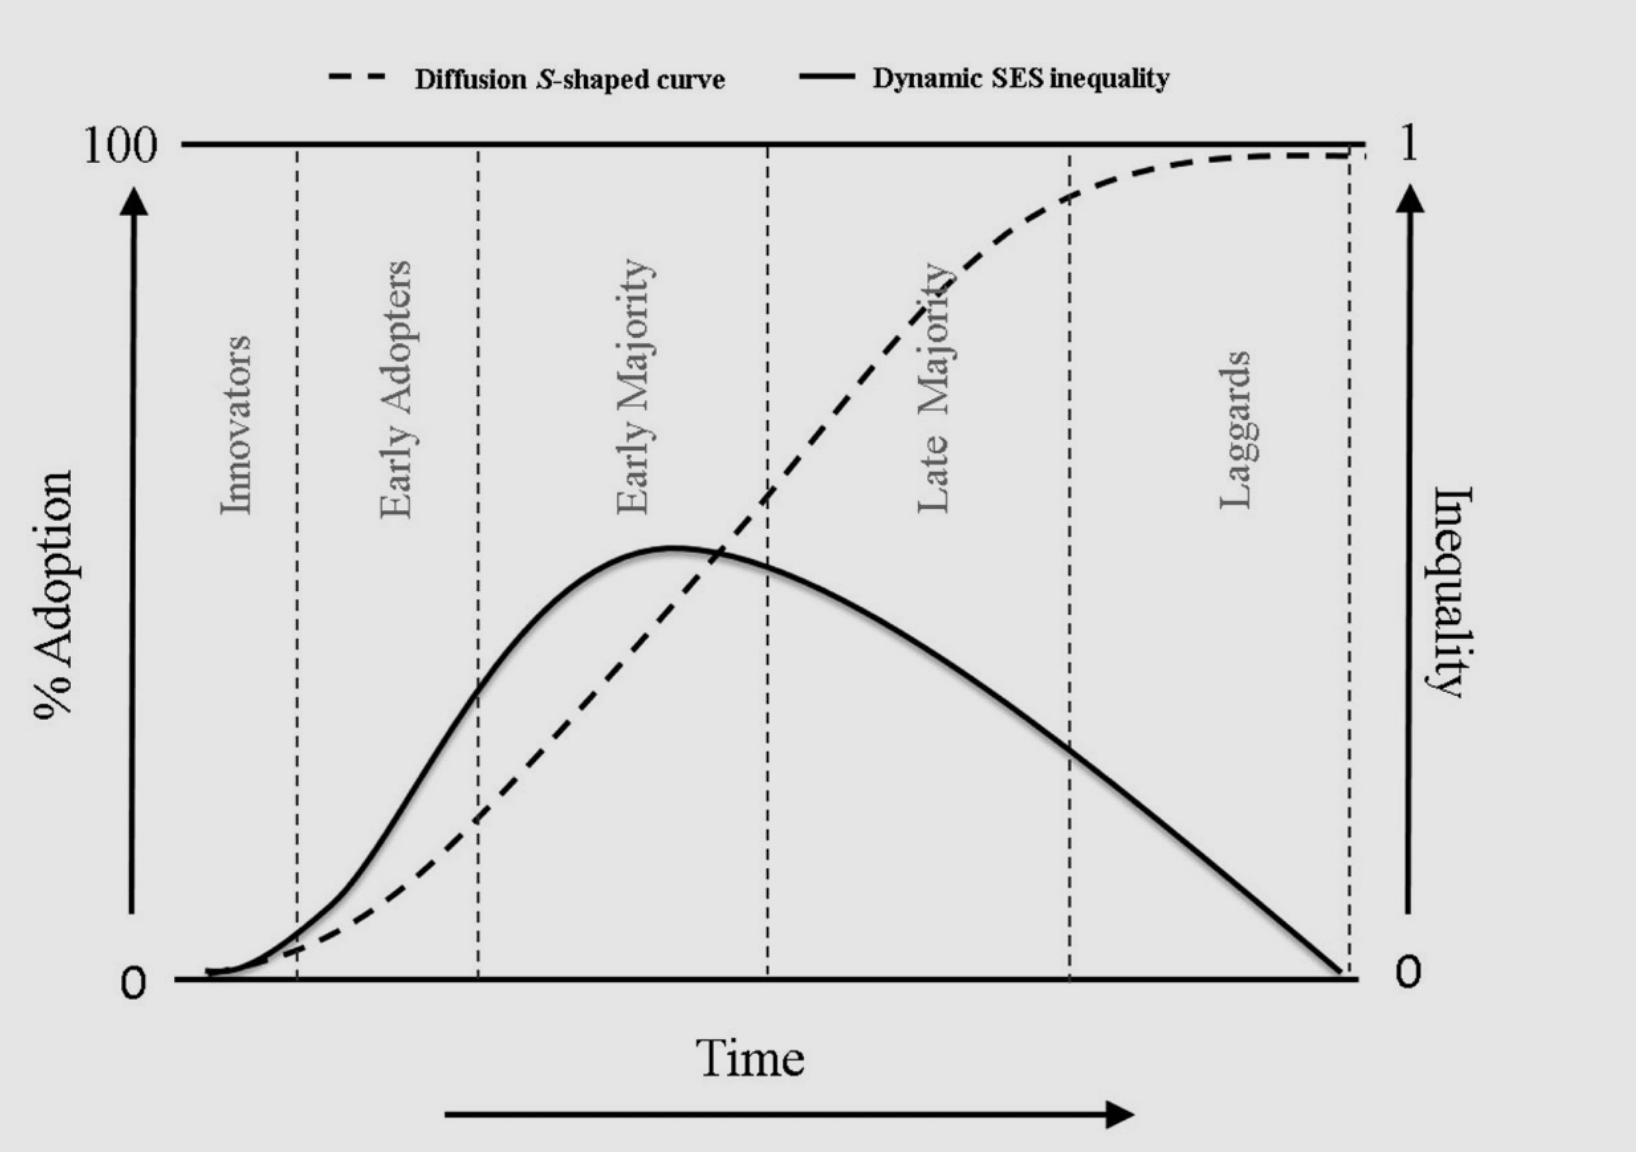 Diffusion S-shaped curve
Dynamic SES inequality
100
1
Innovators
Early Adopters
Early Majority
Late Majority
Laggards
% Adoption
Inequality
0
0
Time